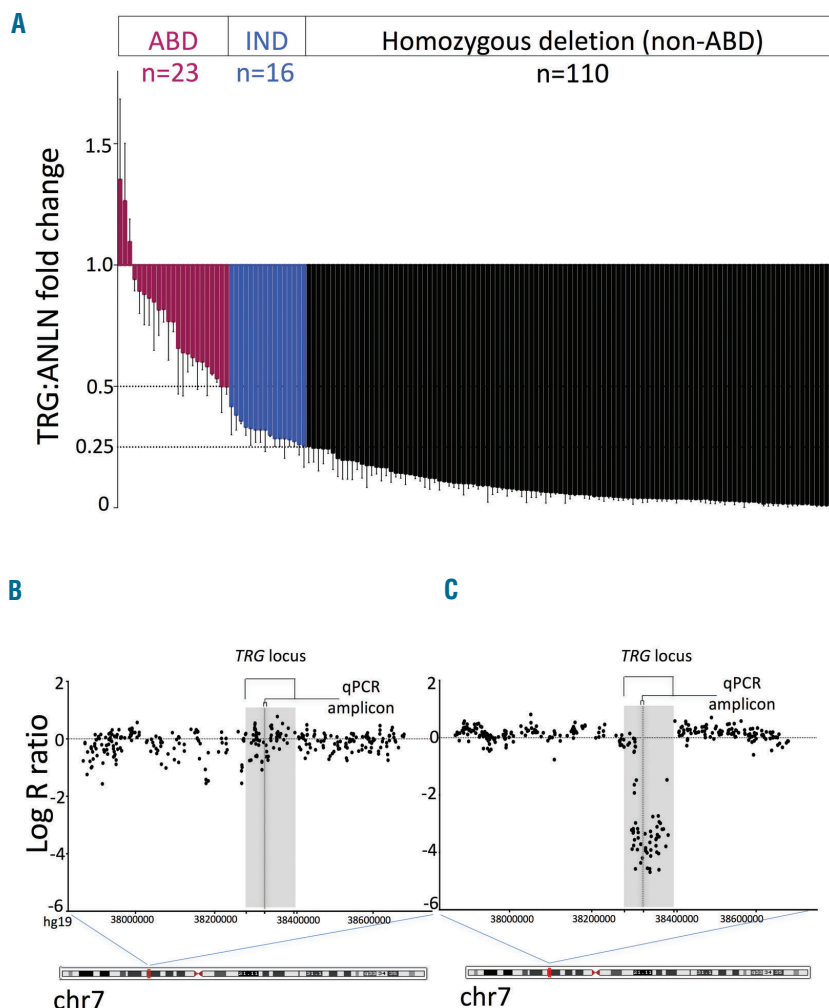 A
ABD IND Homozygous deletion (non-ABD)
n=23 n=16 n=110
TRG:ANLN fold change
1.5
1.0
0.5
0.25
0
B
TRG locus
qPCR
amplicon
Log R ratio
2
0
-2
-4
-6
hg19
38000000 38200000 38400000 38600000
chr7
C
TRG locus
qPCR
amplicon
2
0
-2
-4
-6
38000000 38200000 38400000 38600000
chr7